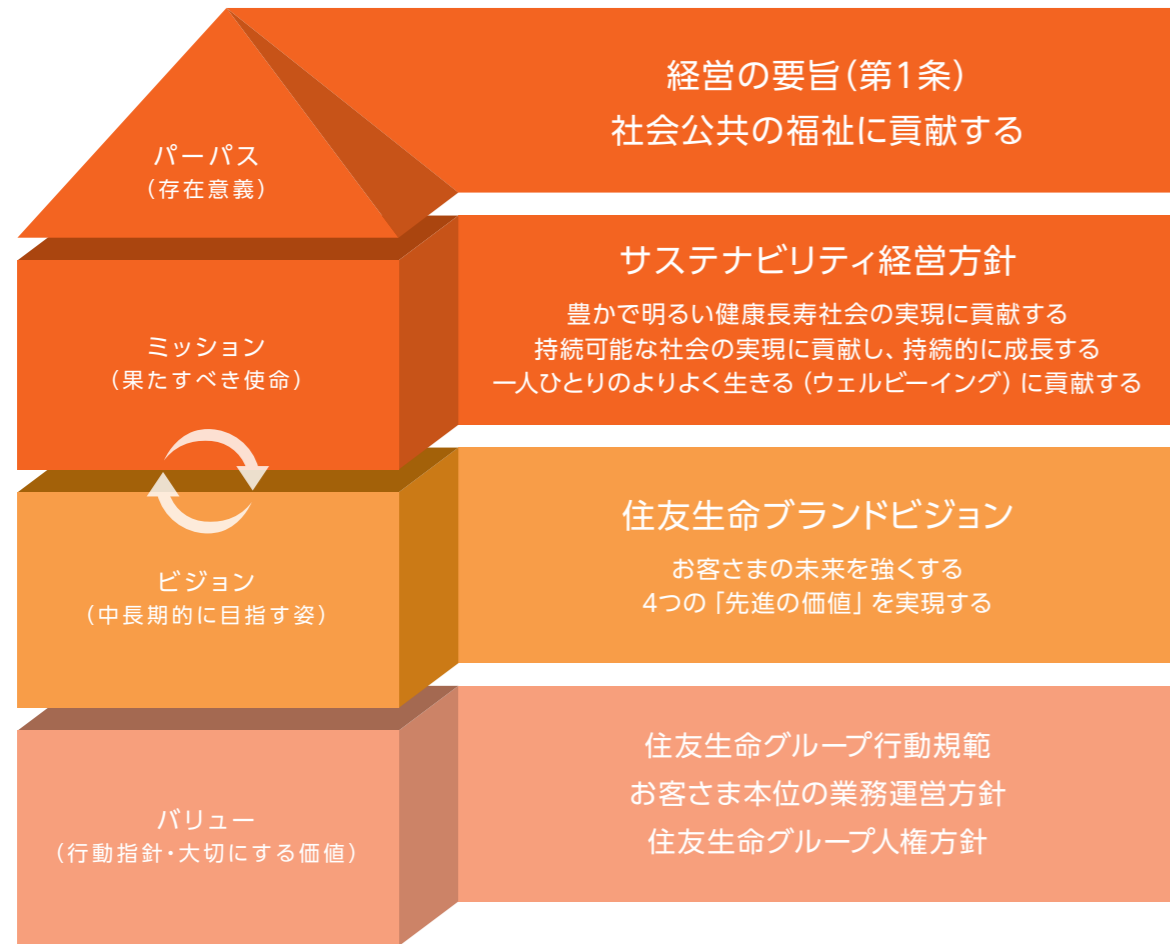 パーパス
（存在意義）
経営の要旨（第1条）
社会公共の福祉に貢献する
ミッション
（果たすべき使命）
サステナビリティ経営方針
豊かで明るい健康長寿社会の実現に貢献する
持続可能な社会の実現に貢献し、持続的に成長する
一人ひとりのよりよく生きる（ウェルビーイング）に貢献する
ビジョン
（中長期的に目指す姿）
住友生命ブランドビジョン
お客さまの未来を強くする
4つの「先進の価値」を実現する
バリュー
（行動指針・大切にする価値）
住友生命グループ行動規範
お客さま本位の業務運営方針
住友生命グループ人権方針